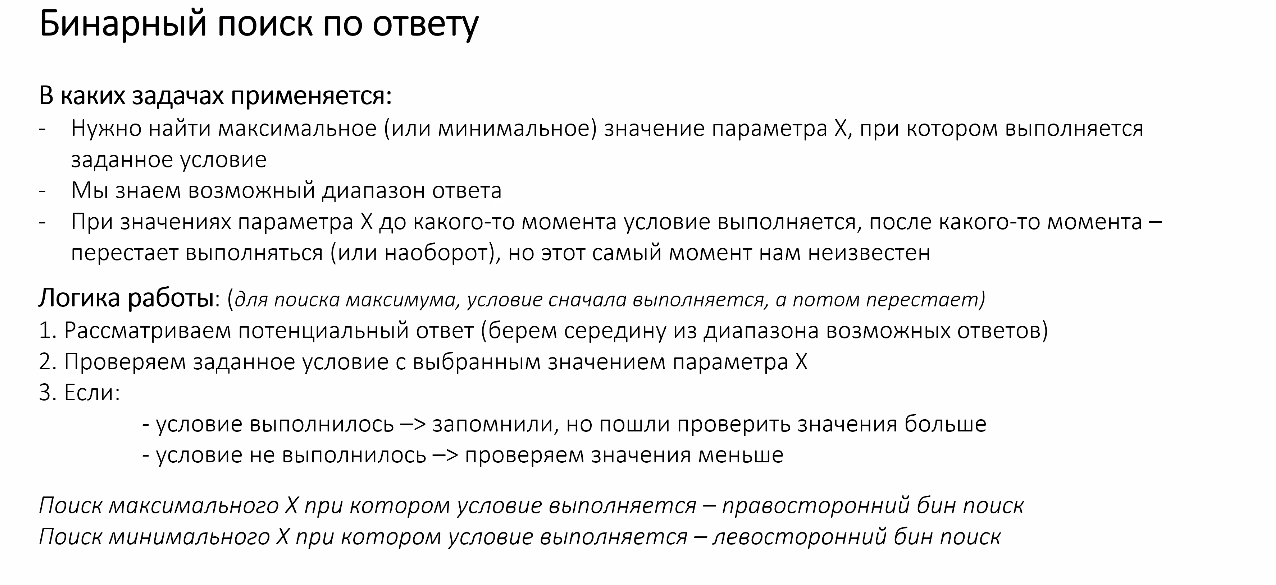 Бинарный поиск по ответу
В каких задачах применяется:
- Нужно найти максимальное (или минимальное) значение параметра X, при котором выполняется
заданное условие
- Мы знаем возможный диапазон ответа
- При значениях параметра X до какого-то момента условие выполняется, после какого-то момента –
перестает выполняться (или наоборот), но этот самый момент нам неизвестен
Логика работы: (для поиска максимума, условие сначала выполняется, а потом перестает)
1. Рассматриваем потенциальный ответ (берем середину из диапазона возможных ответов)
2. Проверяем заданное условие с выбранным значением параметра X
3. Если:
- условие выполнилось –> запомнили, но пошли проверить значения больше
- условие не выполнилось –> проверяем значения меньше
Поиск максимального X при котором условие выполняется – правосторонний бин поиск
Поиск минимального X при котором условие выполняется – левосторонний бин поиск